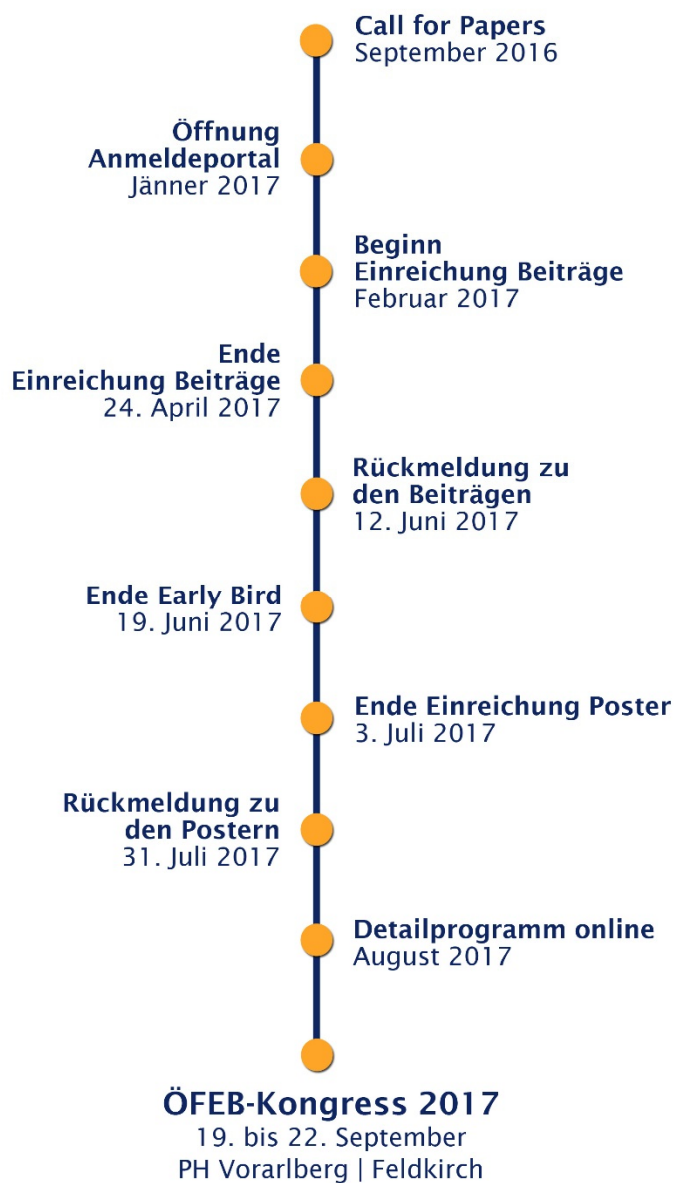 Call for Papers
September 2016
Öffnung
Anmeldeportal
Jänner 2017
Beginn
Einreichung Beiträge
Februar 2017
Ende
Einreichung Beiträge
24. April 2017
Rückmeldung zu
den Beiträgen
12. Juni 2017
Ende Early Bird
19. Juni 2017
Ende Einreichung Poster
3. Juli 2017
Rückmeldung zu
den Postern
31. Juli 2017
Detailprogramm online
August 2017
ÖFEB-Kongress 2017
19. bis 22. September
PH Vorarlberg | Feldkirch